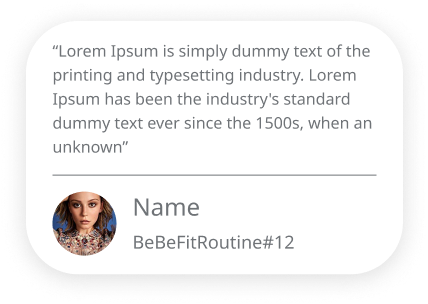 “Lorem Ipsum is simply dummy text of the
printing and typesetting industry. Lorem
Ipsum has been the industry's standard
dummy text ever since the 1500s, when an
unknown”
Name
BeBeFitRoutine#12